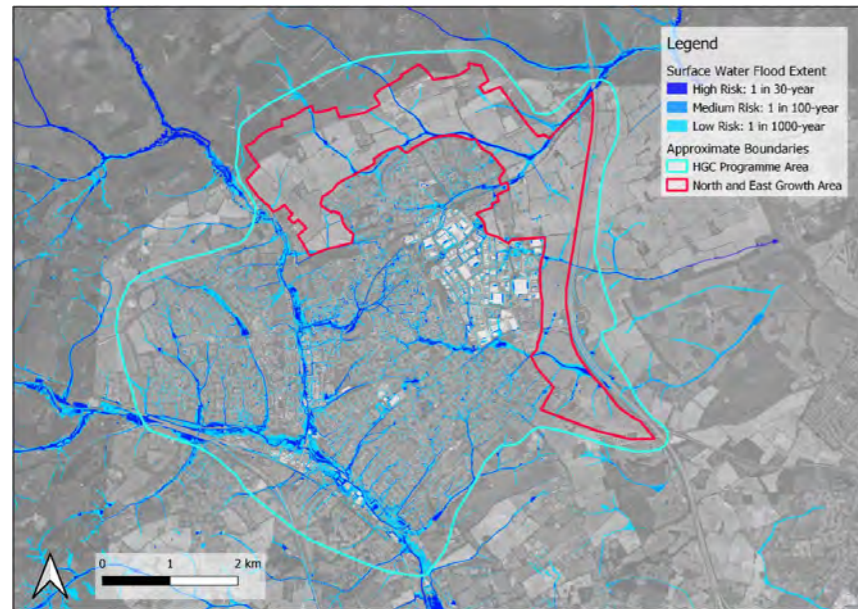 Legend
Surface Water Flood Extent
High Risk: 1 in 30-year
Medium Risk: 1 in 100-year
Low Risk: 1 in 1000-year
Approximate Boundaries
HGC Programme Area
North and East Growth Area
0 1 2 km